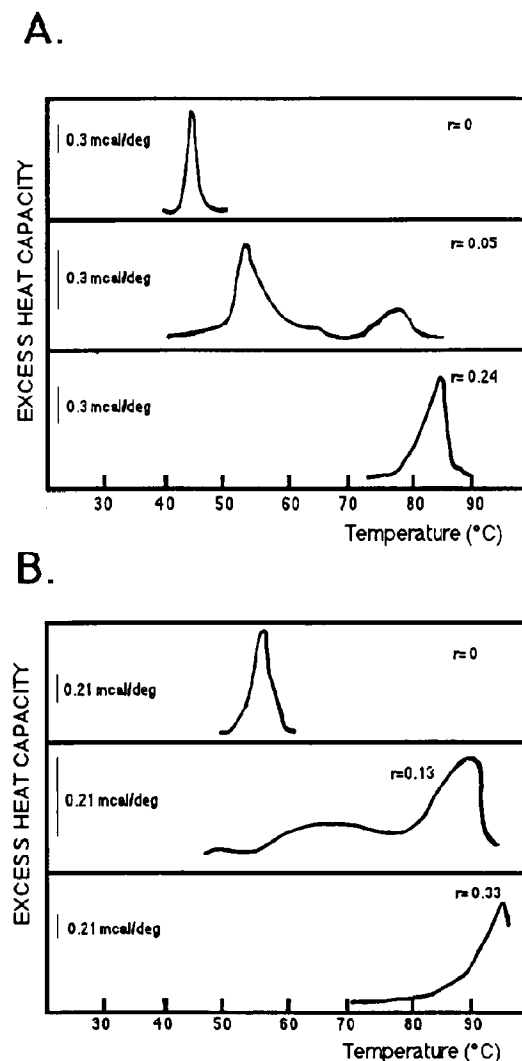 A.
EXCESS HEAT CAPACITY
0.3 mcal/deg
r= 0
0.3 mcal/deg
r= 0.05
0.3 mcal/deg
r= 0.24
30 40 50 60 70 80 90
Temperature (°C)
B.
EXCESS HEAT CAPACITY
0.21 mcal/deg
r= 0
0.21 mcal/deg
r=0.13
0.21 mcal/deg
r= 0.33
30 40 50 60 70 80 90
Temperature (°C)